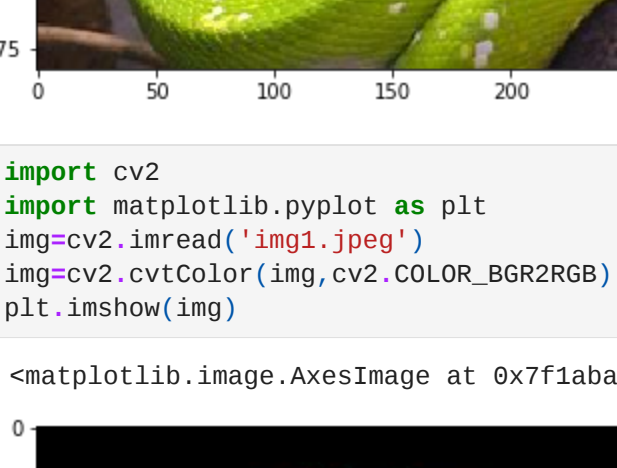 75
0 50 100 150 200
import cv2
import matplotlib.pyplot as plt
img=cv2.imread('img1.jpeg')
img=cv2.cvtColor(img,cv2.COLOR_BGR2RGB)
plt.imshow(img)
<matplotlib.image.AxesImage at 0x7f1aba
0